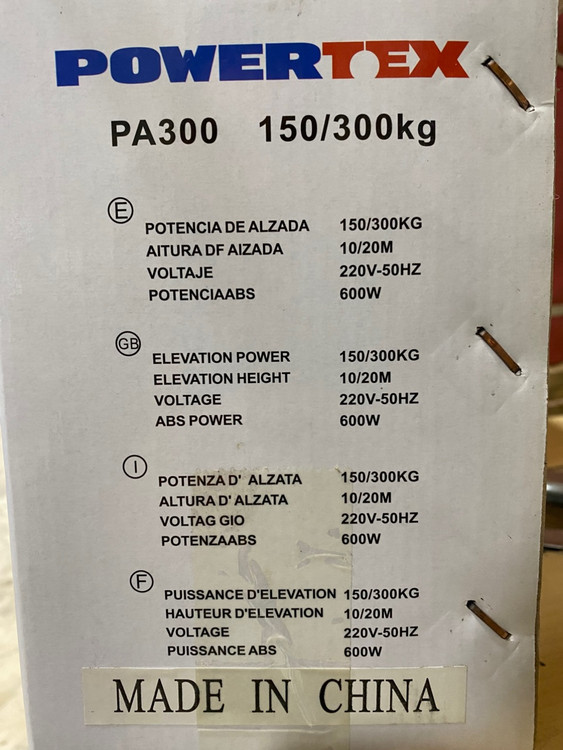 POWERTEX
PA300 150/300kg
E
POTENCIA DE ALZADA 150/300KG
AITURA DF AIZADA 10/20M
VOLTAJE 220V-50HZ
POTENCIAABS 600W
GB
ELEVATION POWER 150/300KG
ELEVATION HEIGHT 10/20M
VOLTAGE 220V-50HZ
ABS POWER 600W
I
POTENZA D' ALZATA 150/300KG
ALTURA D' ALZATA 10/20M
VOLTAG GIO 220V-50HZ
POTENZAABS 600W
F
PUISSANCE D'ELEVATION 150/300KG
HAUTEUR D'ELEVATION 10/20M
VOLTAGE 220V-50HZ
PUISSANCE ABS 600W
MADE IN CHINA